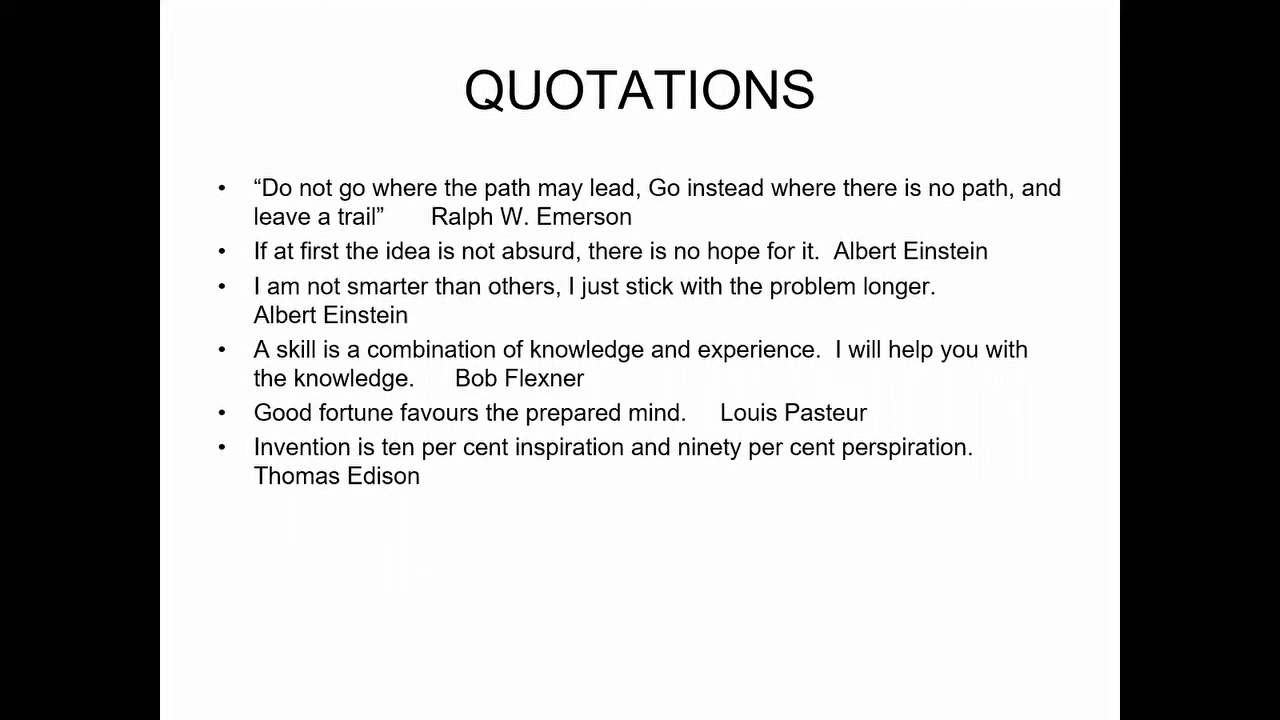 QUOTATIONS
• “Do not go where the path may lead, Go instead where there is no path, and
leave a trail” Ralph W. Emerson
• If at first the idea is not absurd, there is no hope for it. Albert Einstein
• I am not smarter than others, I just stick with the problem longer.
Albert Einstein
• A skill is a combination of knowledge and experience. I will help you with
the knowledge. Bob Flexner
• Good fortune favours the prepared mind. Louis Pasteur
• Invention is ten per cent inspiration and ninety per cent perspiration.
Thomas Edison